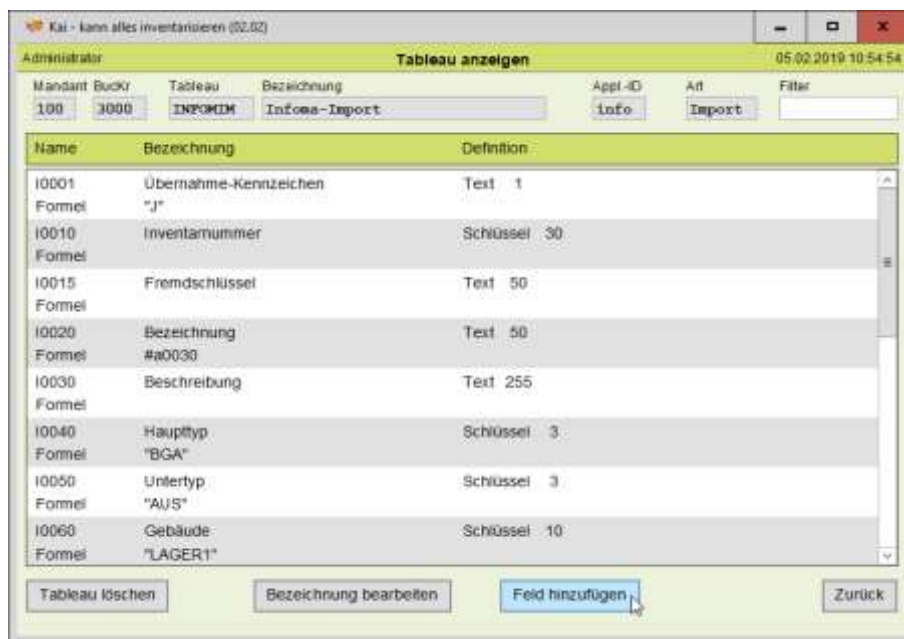 Kai - kann alles inventarisieren (02.02)
Administrator Tableau anzeigen 05.02.2019 10:54:54
Mandant BucKr Tableau Bezeichnung Appl.-ID Art Filter
100 3000 INFOMIM Infoma-Import info Import
Name Bezeichnung Definition
I0001 Übernahme-Kennzeichen Text 1
Formel "J"
I0010 Inventarnummer Schlüssel 30
Formel
I0015 Fremdschlüssel Text 50
Formel
I0020 Bezeichnung Text 50
Formel #a0030
I0030 Beschreibung Text 255
Formel
I0040 Haupttyp Schlüssel 3
Formel "BGA"
I0050 Untertyp Schlüssel 3
Formel "AUS"
I0060 Gebäude Schlüssel 10
Formel "LAGER1"
Tableau löschen Bezeichnung bearbeiten Feld hinzufügen Zurück